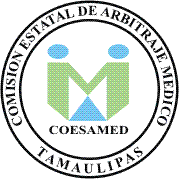 COMISION ESTATAL DE ARBITRAJE MEDICO
COESAMED
TAMAULIPAS